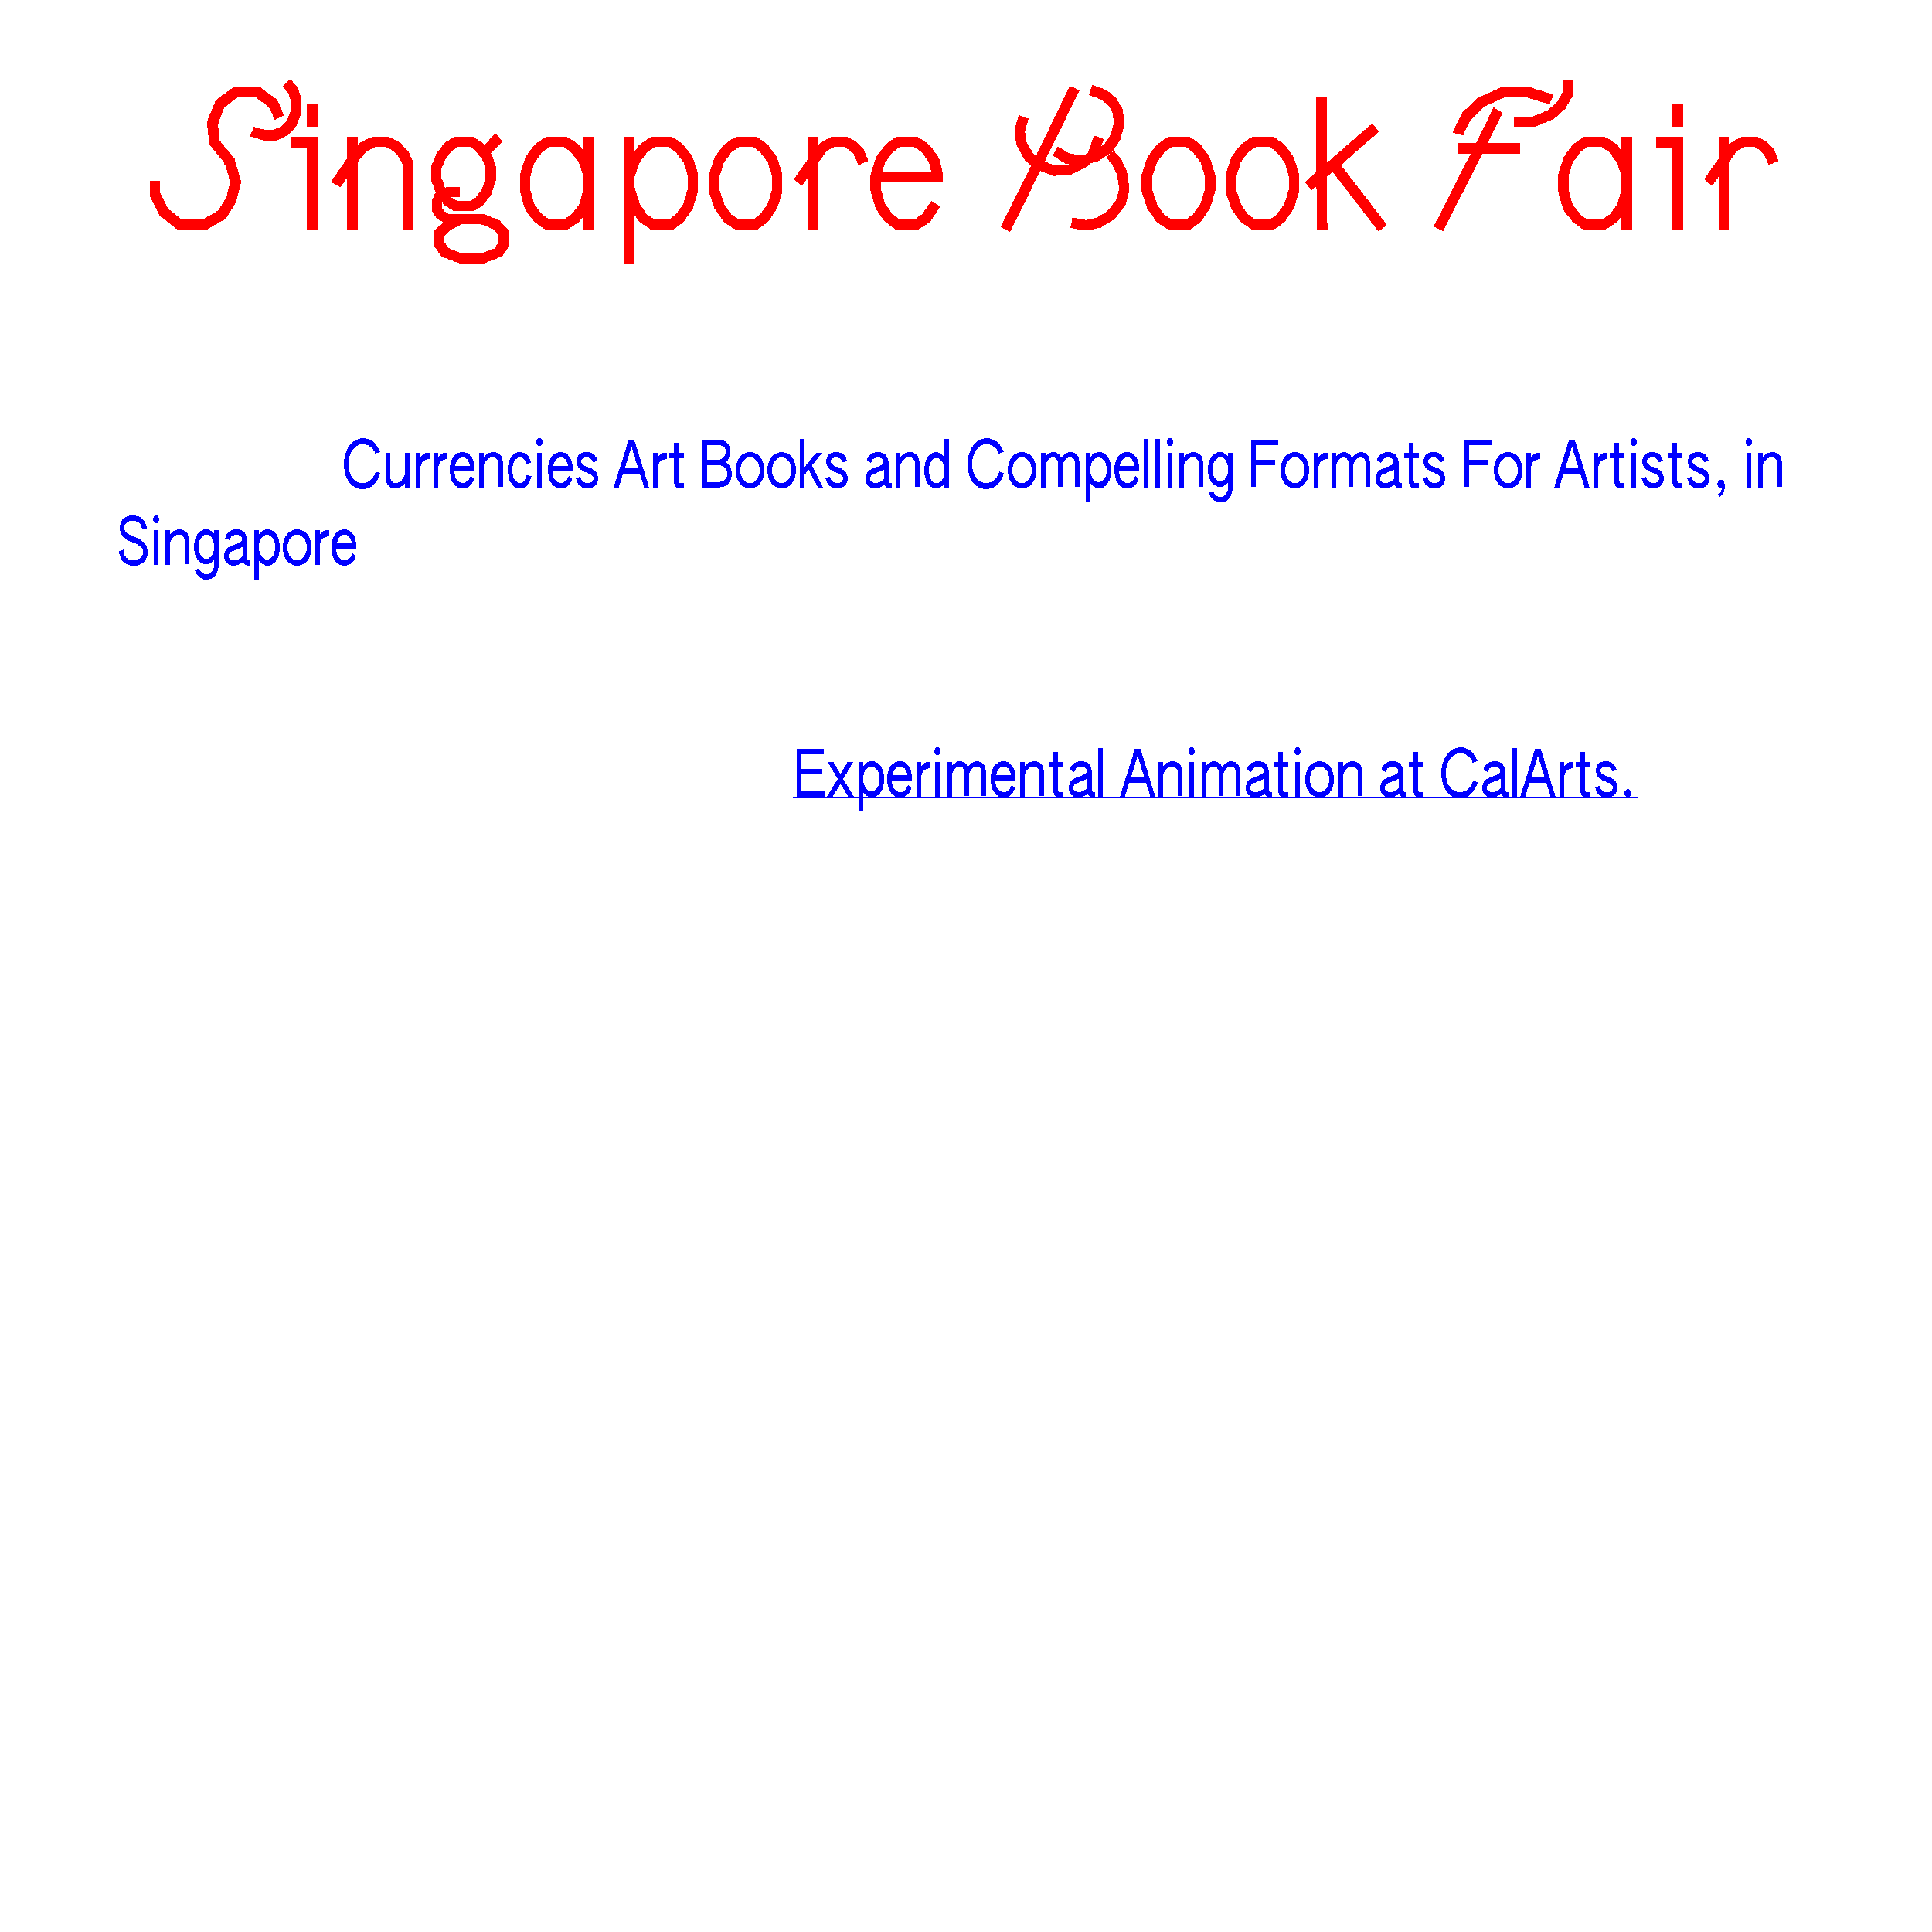 Singapore Book Fair
Currencies Art Books and Compelling Formats For Artists, in
Singapore
Experimental Animation at CalArts.